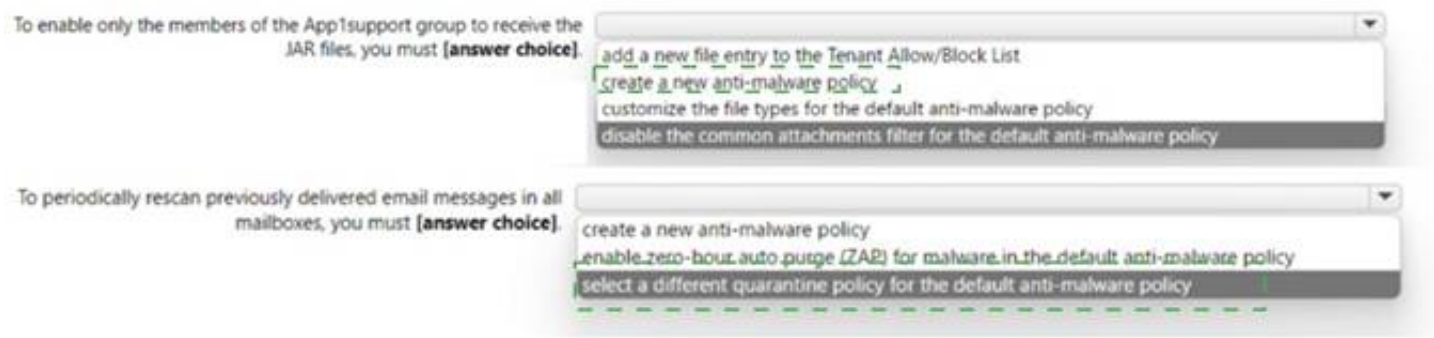 To enable only the members of the App1support group to receive the
JAR files, you must [answer choice].
add a new file entry to the Tenant Allow/Block List
create a new anti-malware policy
customize the file types for the default anti-malware policy
disable the common attachments filter for the default anti-malware policy
To periodically rescan previously delivered email messages in all
mailboxes, you must [answer choice].
create a new anti-malware policy
enable zero-hour auto purge (ZAP) for malware in the default anti-malware policy
select a different quarantine policy for the default anti-malware policy